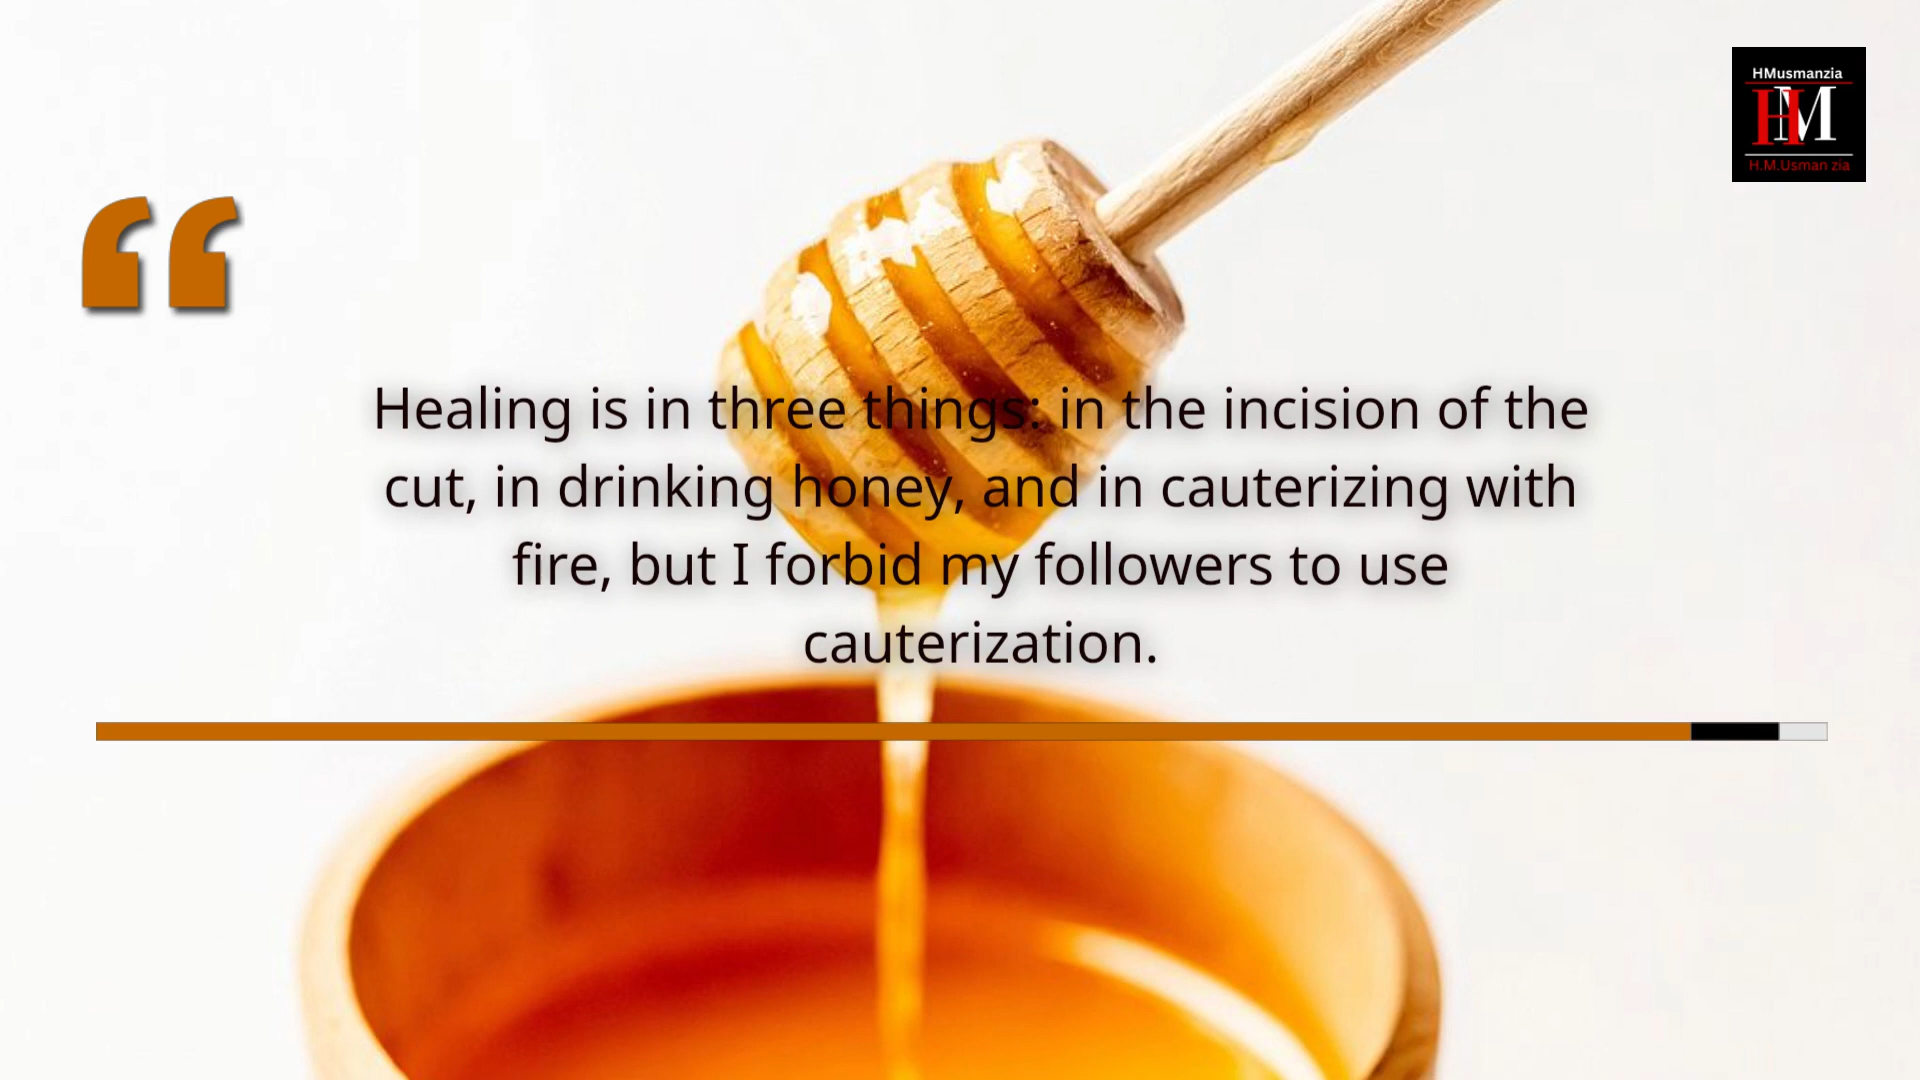 HMusmanzia
HM
H.M.Usman zia
“
Healing is in three things: in the incision of the
cut, in drinking honey, and in cauterizing with
fire, but I forbid my followers to use
cauterization.